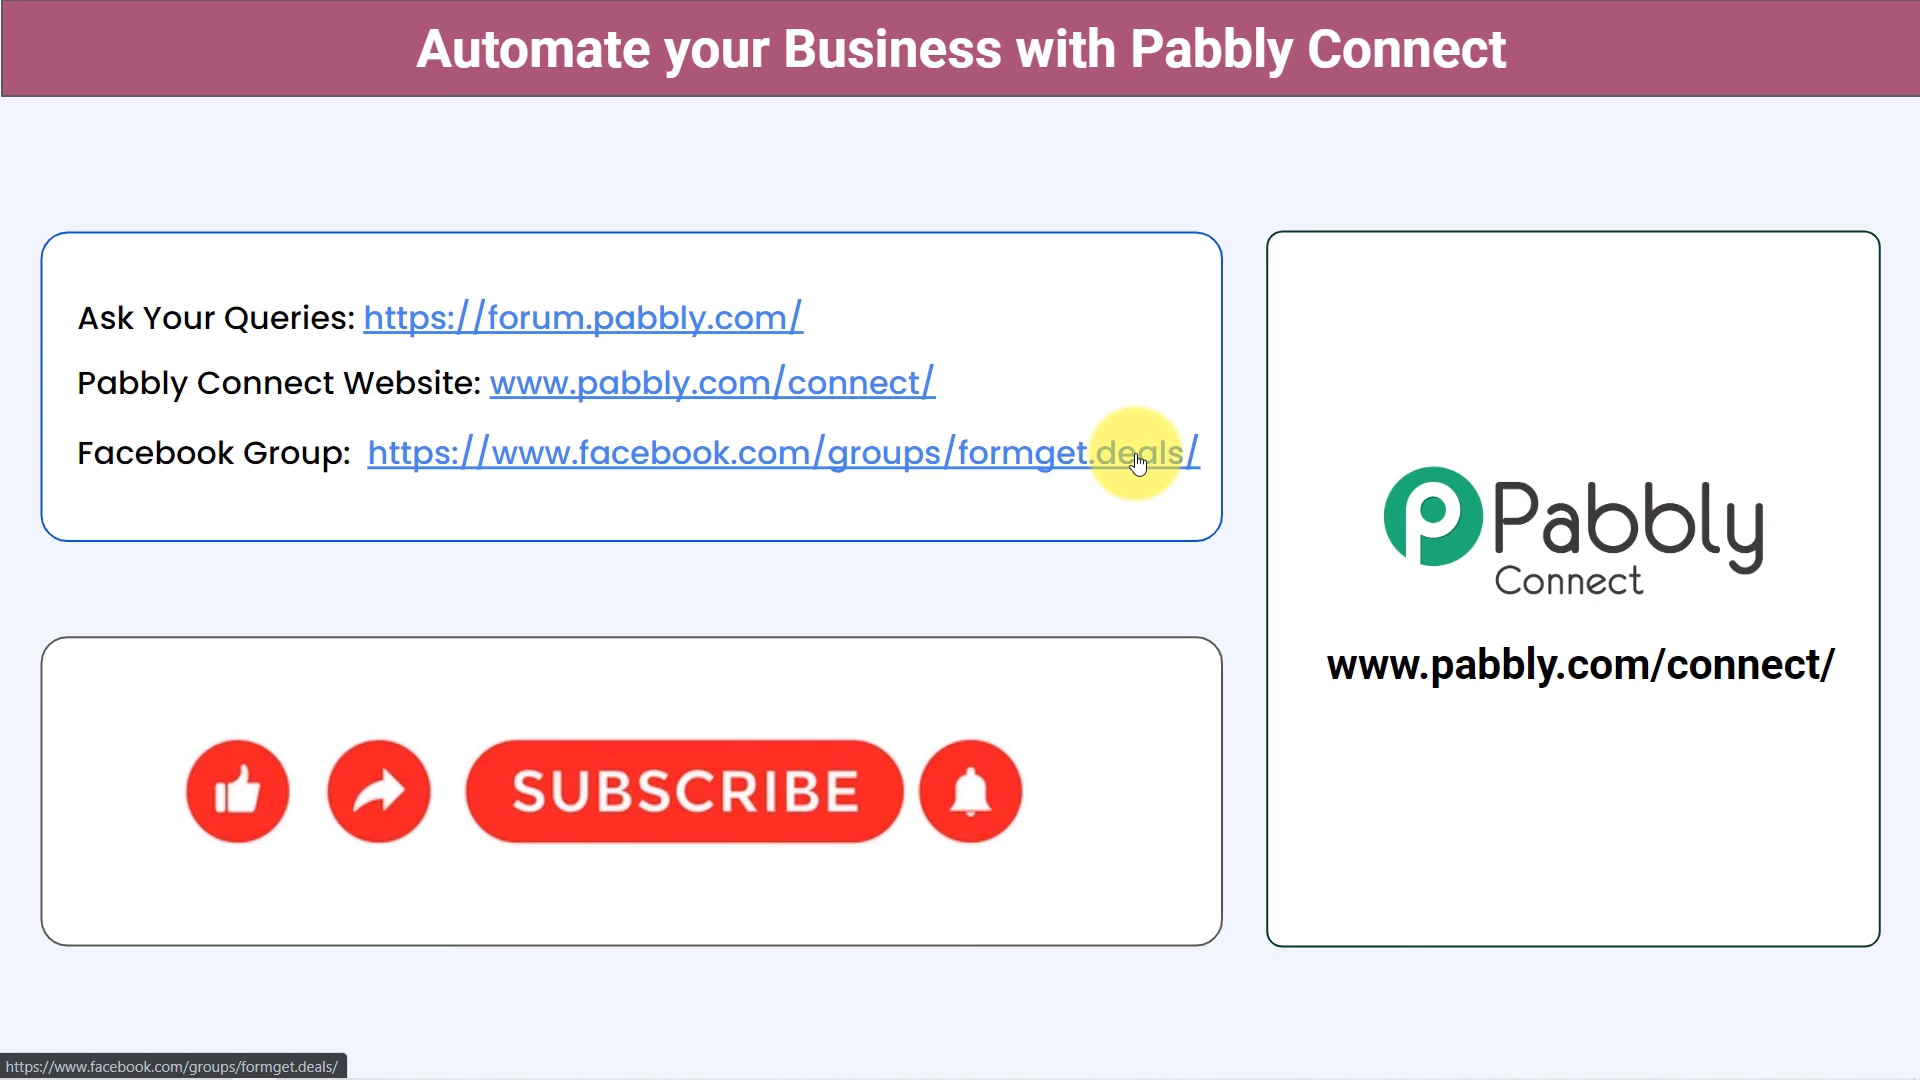 Automate your Business with Pabbly Connect
Ask Your Queries: https://forum.pabbly.com/
Pabbly Connect Website: www.pabbly.com/connect/
Facebook Group: https://www.facebook.com/groups/formget.deals/
Pabbly
Connect
www.pabbly.com/connect/
SUBSCRIBE
https://www.facebook.com/groups/formget.deals/